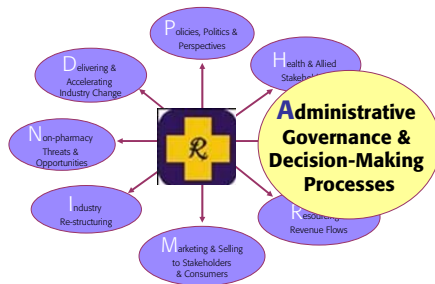 Policies, Politics &
Perspectives
Health & Allied
Delivering &
Accelerating
Industry Change
Administrative
Governance &
Decision-Making
Processes
Non-pharmacy
Threats &
Opportunities
R
Industry
Re-structuring
Revenue Flows
Marketing & Selling
to Stakeholders
& Consumers